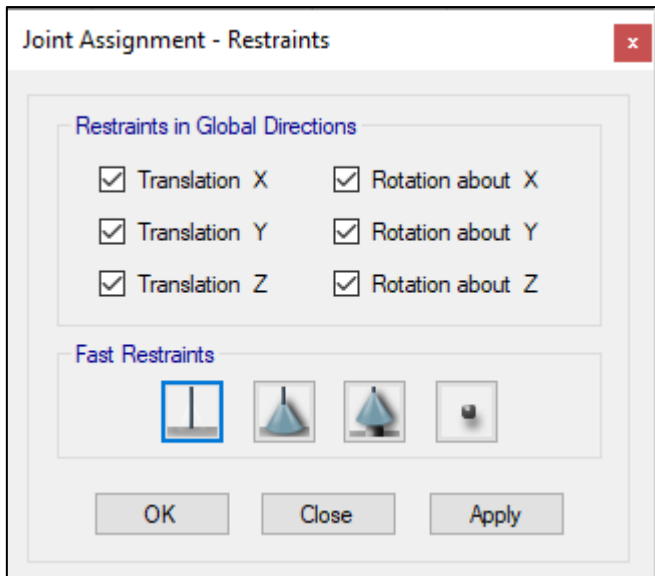 Joint Assignment - Restraints
x
Restraints in Global Directions
Translation X
Rotation about X
Translation Y
Rotation about Y
Translation Z
Rotation about Z
Fast Restraints
OK
Close
Apply